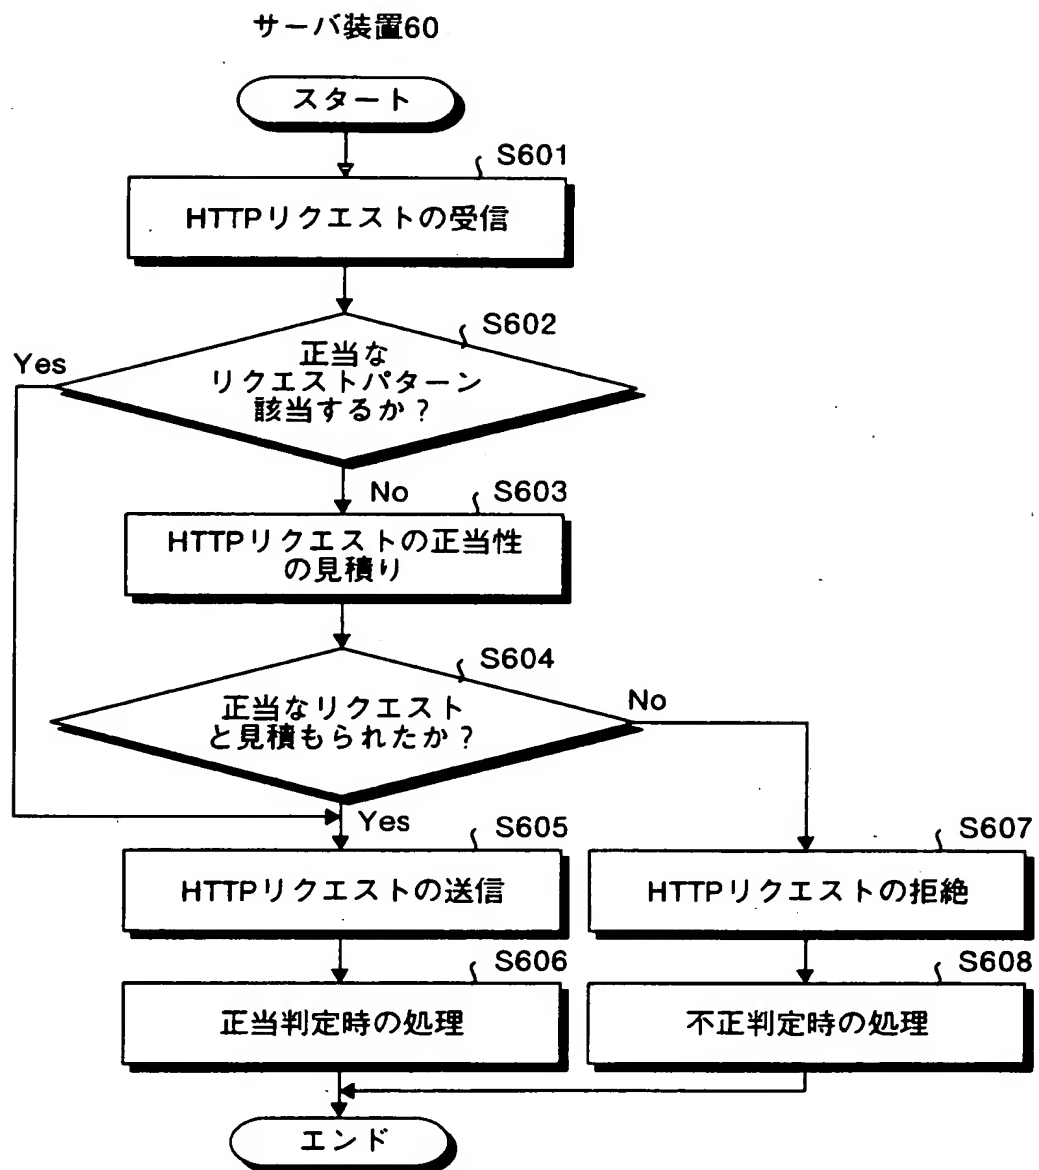 サーバ装置60
スタート
S601
HTTPリクエストの受信
S602
Yes
正当な
リクエストパターン
該当するか？
No
S603
HTTPリクエストの正当性
の見積り
S604
正当なリクエスト
と見積もられたか？
No
Yes
S605
HTTPリクエストの送信
S607
HTTPリクエストの拒絶
S606
正当判定時の処理
S608
不正判定時の処理
エンド